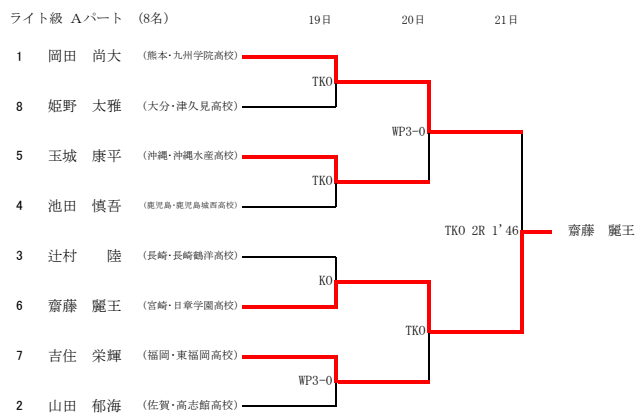 ライト級 Aパート (8名) 19日 20日 21日
1 岡田 尚大 (熊本・九州学院高校)
TKO
8 姫野 太雅 (大分・津久見高校)
WP3-0
5 玉城 康平 (沖縄・沖縄水産高校)
TKO
4 池田 慎吾 (鹿児島・鹿児島城西高校)
TKO 2R 1'46 齋藤 麗王
3 辻村 陸 (長崎・長崎鶴洋高校)
KO
6 齋藤 麗王 (宮崎・日章学園高校)
TKO
7 吉住 栄輝 (福岡・東福岡高校)
WP3-0
2 山田 郁海 (佐賀・高志館高校)